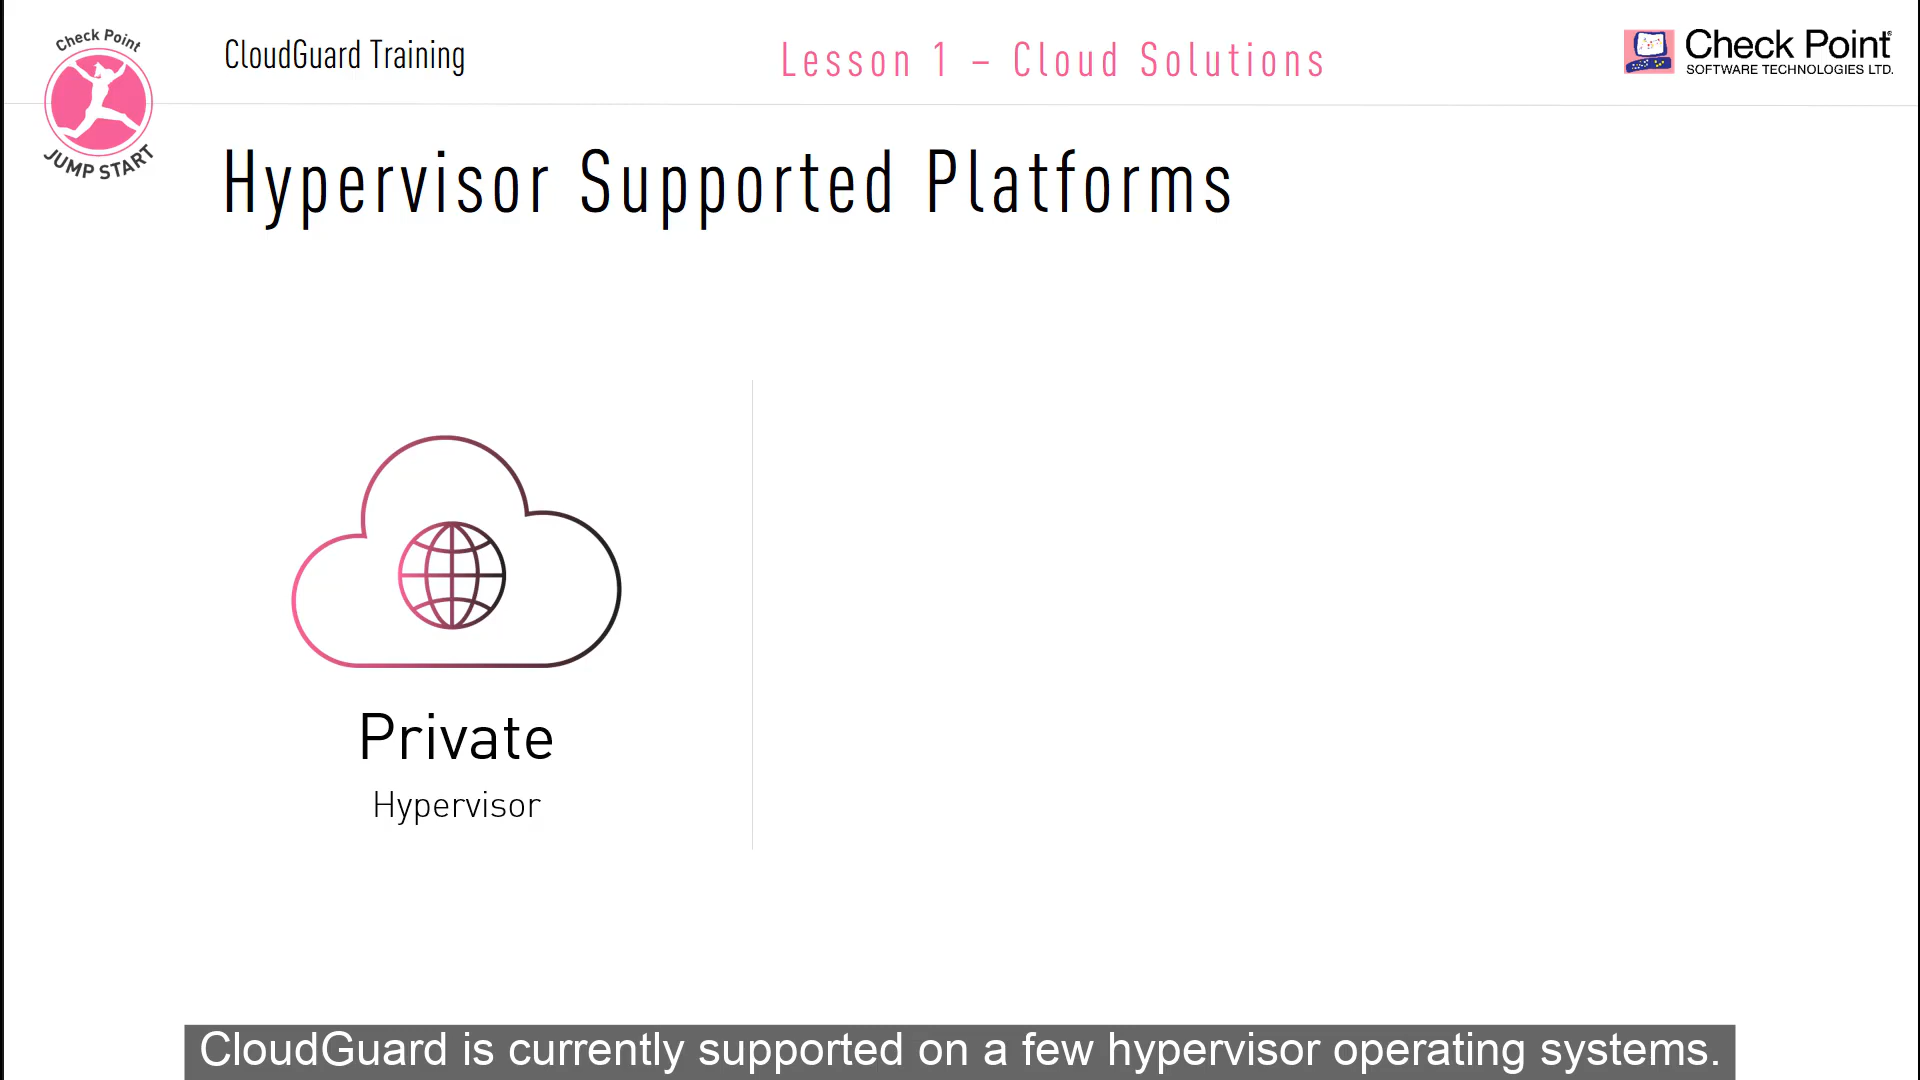 Check Point
JUMP START
CloudGuard Training
Lesson 1 – Cloud Solutions
Check Point®
SOFTWARE TECHNOLOGIES LTD.
Hypervisor Supported Platforms
Private
Hypervisor
CloudGuard is currently supported on a few hypervisor operating systems.